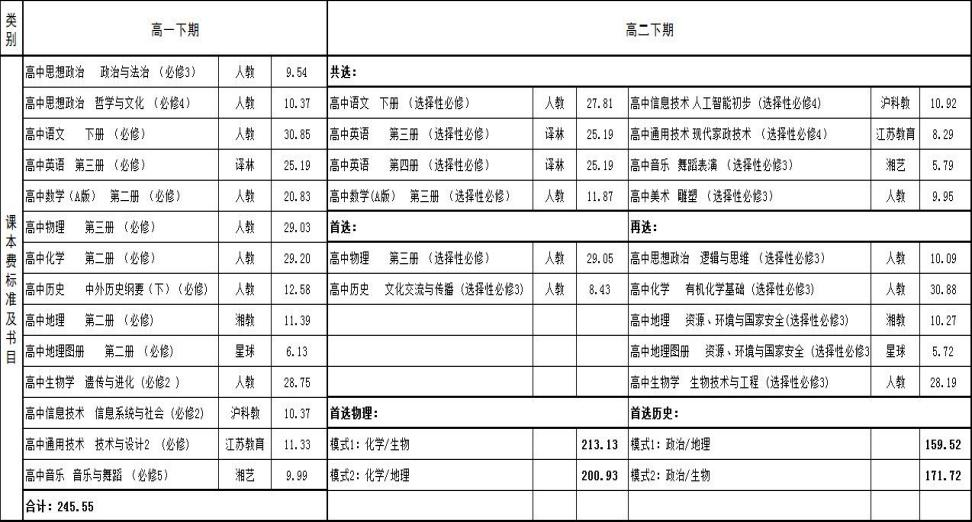 类别 高一下期 高二下期
课本费标准及书目
高中思想政治 政治与法治 （必修3） 人教 9.54 共选：
高中思想政治 哲学与文化 （必修4） 人教 10.37 高中语文 下册 （选择性必修） 人教 27.81 高中信息技术 人工智能初步 (选择性必修4) 沪科教 10.92
高中语文 下册 （必修） 人教 30.85 高中英语 第三册 （选择性必修） 译林 25.19 高中通用技术 现代家政技术 （选择性必修4） 江苏教育 8.29
高中英语 第三册 （必修） 译林 25.19 高中英语 第四册 （选择性必修） 译林 25.19 高中音乐 舞蹈表演 （选择性必修3） 湘艺 5.79
高中数学（A版） 第二册 （必修） 人教 20.83 高中数学(A版) 第三册 （选择性必修） 人教 11.87 高中美术 雕塑 （选择性必修3） 人教 9.95
高中物理 第三册 （必修） 人教 29.03 首选： 再选：
高中化学 第二册 （必修） 人教 29.20 高中物理 第三册 （选择性必修） 人教 29.05 高中思想政治 逻辑与思维 （选择性必修3） 人教 10.09
高中历史 中外历史纲要（下）（必修） 人教 12.58 高中历史 文化交流与传播 (选择性必修3) 人教 8.43 高中化学 有机化学基础 (选择性必修3) 人教 30.88
高中地理 第二册 （必修） 湘教 11.39 高中地理 资源、环境与国家安全(选择性必修3) 湘教 10.27
高中地理图册 第二册 （必修） 星球 6.13 高中地理图册 资源、环境与国家安全 (选择性必修3 星球 5.72
高中生物学 遗传与进化 (必修2 ) 人教 28.75 高中生物学 生物技术与工程 (选择性必修3) 人教 28.19
高中信息技术 信息系统与社会 (必修2) 沪科教 10.37 首选物理： 首选历史：
高中通用技术 技术与设计2 （必修） 江苏教育 11.33 模式1：化学/生物 213.13 模式1：政治/地理 159.52
高中音乐 音乐与舞蹈 （必修5） 湘艺 9.99 模式2：化学/地理 200.93 模式2：政治/生物 171.72
合计：245.55